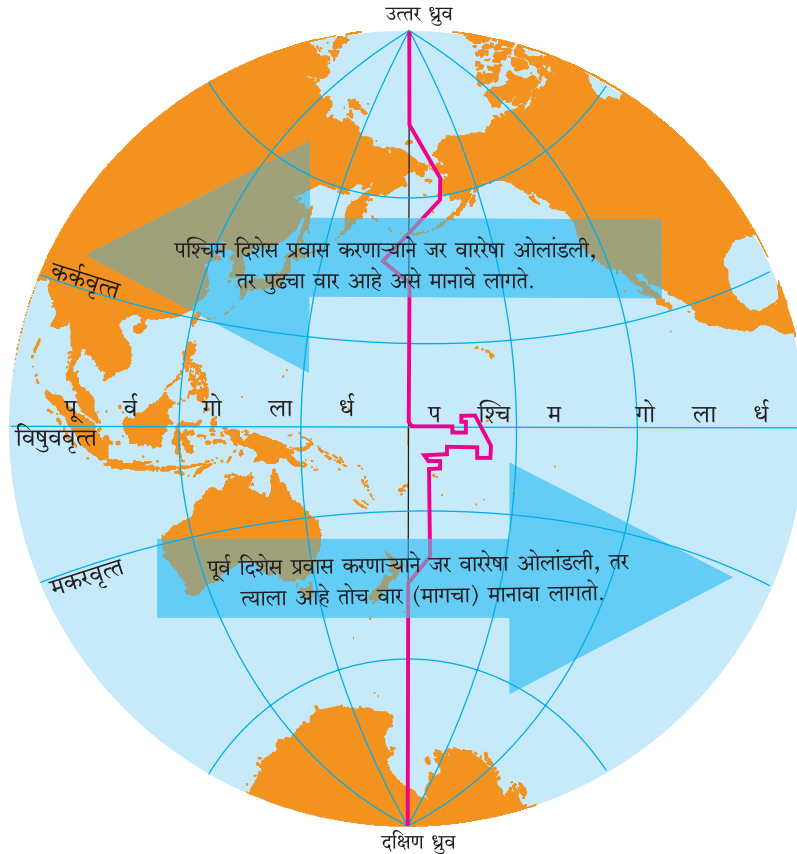 उत्तर ध्रुव
पश्चिम दिशेस प्रवास करणाऱ्याने जर वाररेषा ओलांडली,
तर पुढचा वार आहे असे मानावे लागते.
कर्कवृत्त
पूर्व गोलार्ध पश्चिम गोलार्ध
विषुववृत्त
पूर्व दिशेस प्रवास करणाऱ्याने जर वाररेषा ओलांडली, तर
त्याला आहे तोच वार (मागचा) मानावा लागतो.
मकरवृत्त
दक्षिण ध्रुव